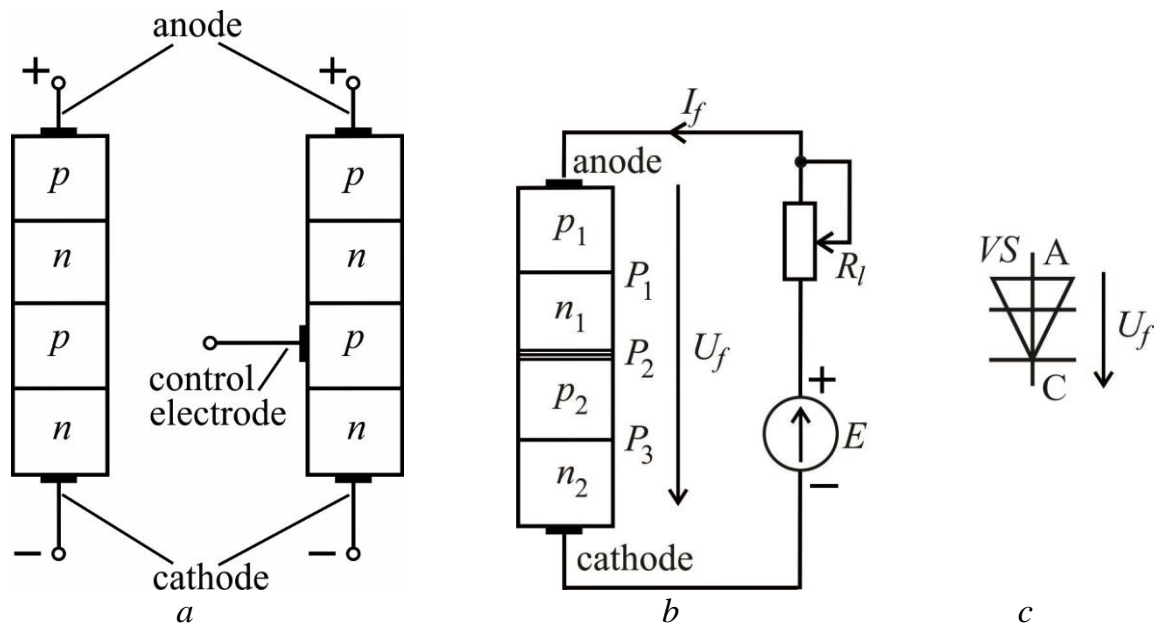 anode
+ +
p p
n n
p p
control
electrode
n n
− −
cathode
a
I_f
anode
p_1
P_1
n_1
P_2
U_f
p_2
P_3
n_2
cathode
R_l
+
E
−
b
VS A
U_f
C
c